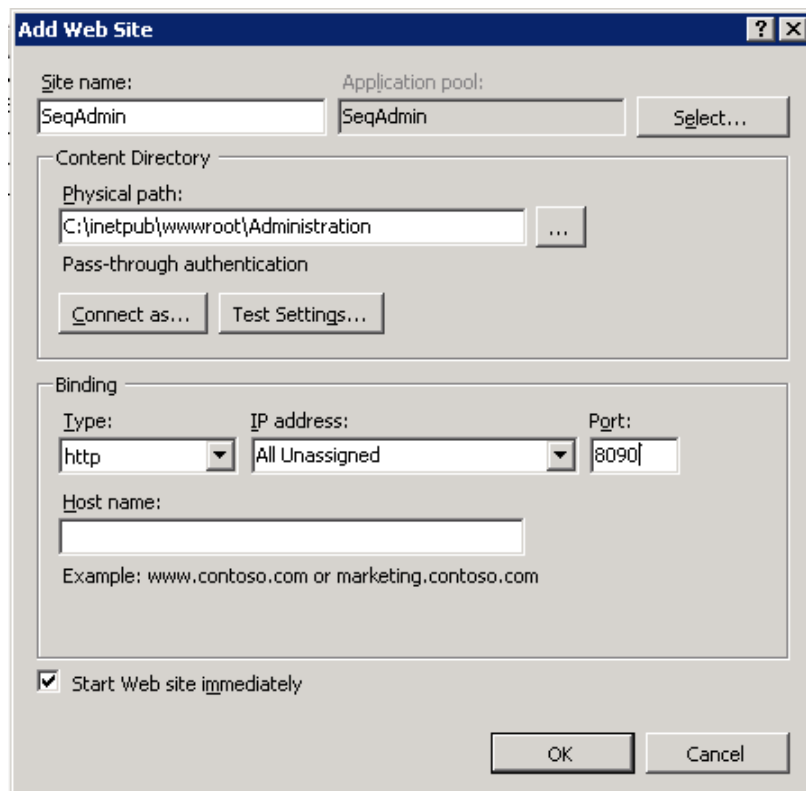 Add Web Site
Site name: Application pool:
SeqAdmin SeqAdmin Select...
Content Directory
Physical path:
C:\inetpub\wwwroot\Administration ...
Pass-through authentication
Connect as... Test Settings...
Binding
Type: IP address: Port:
http All Unassigned 8090
Host name:
Example: www.contoso.com or marketing.contoso.com
Start Web site immediately
OK Cancel